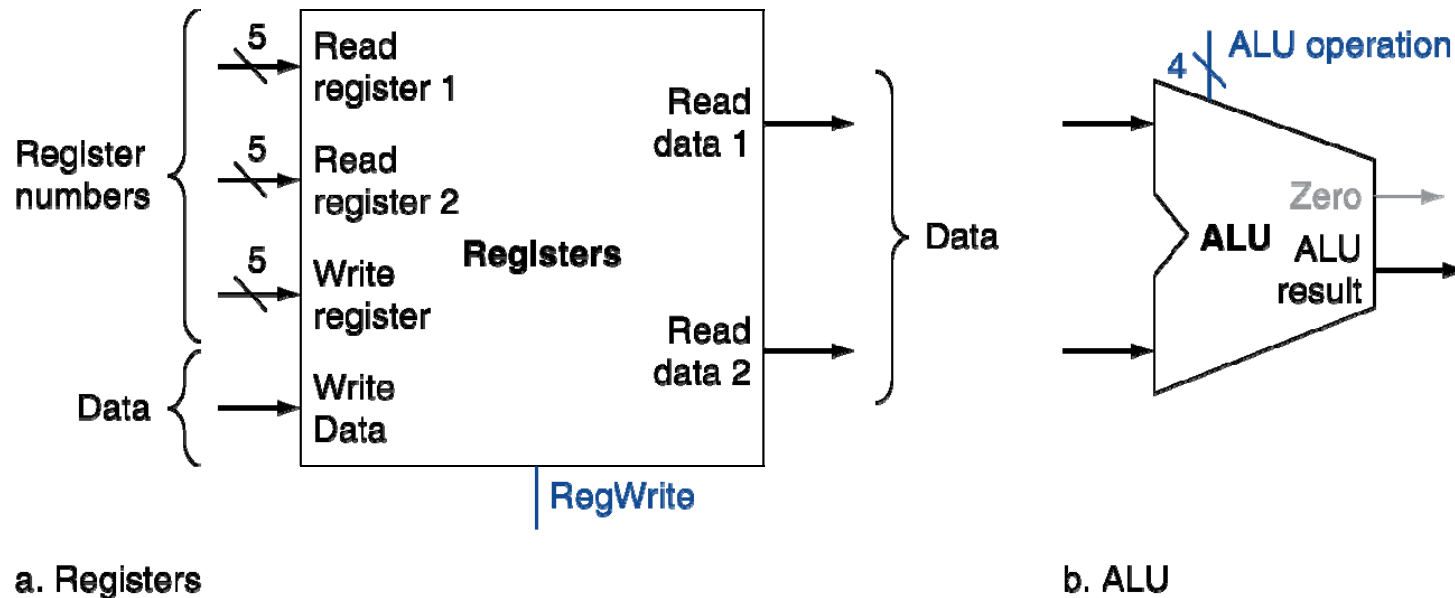 5
Read
register 1
5
Read
register 2
5
Write
register
Write
Data
Register
numbers
Data
Registers
Read
data 1
Read
data 2
Data
RegWrite
a. Registers
4
ALU operation
Zero
ALU
ALU
result
b. ALU